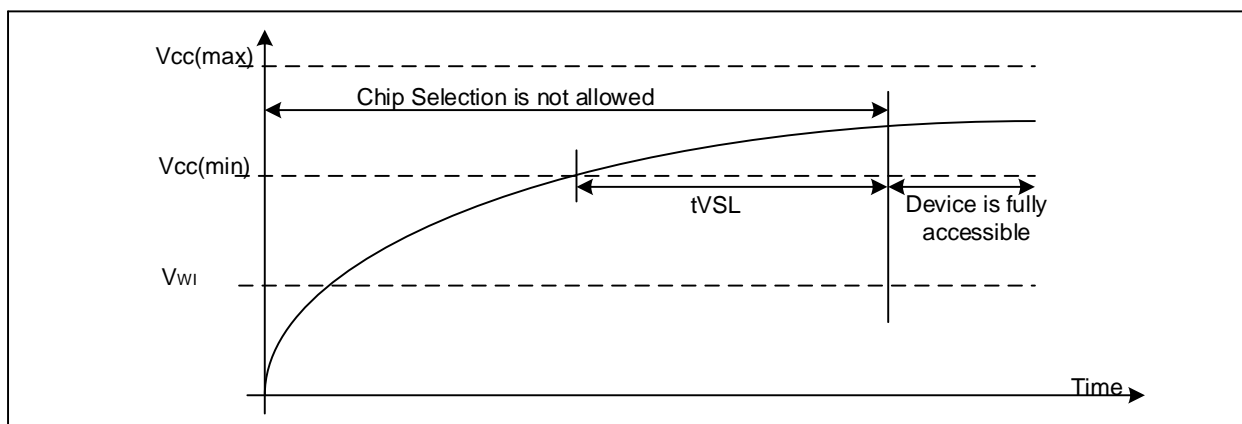 Vcc(max)
Chip Selection is not allowed
Vcc(min)
tVSL
Device is fully
accessible
VWI
Time